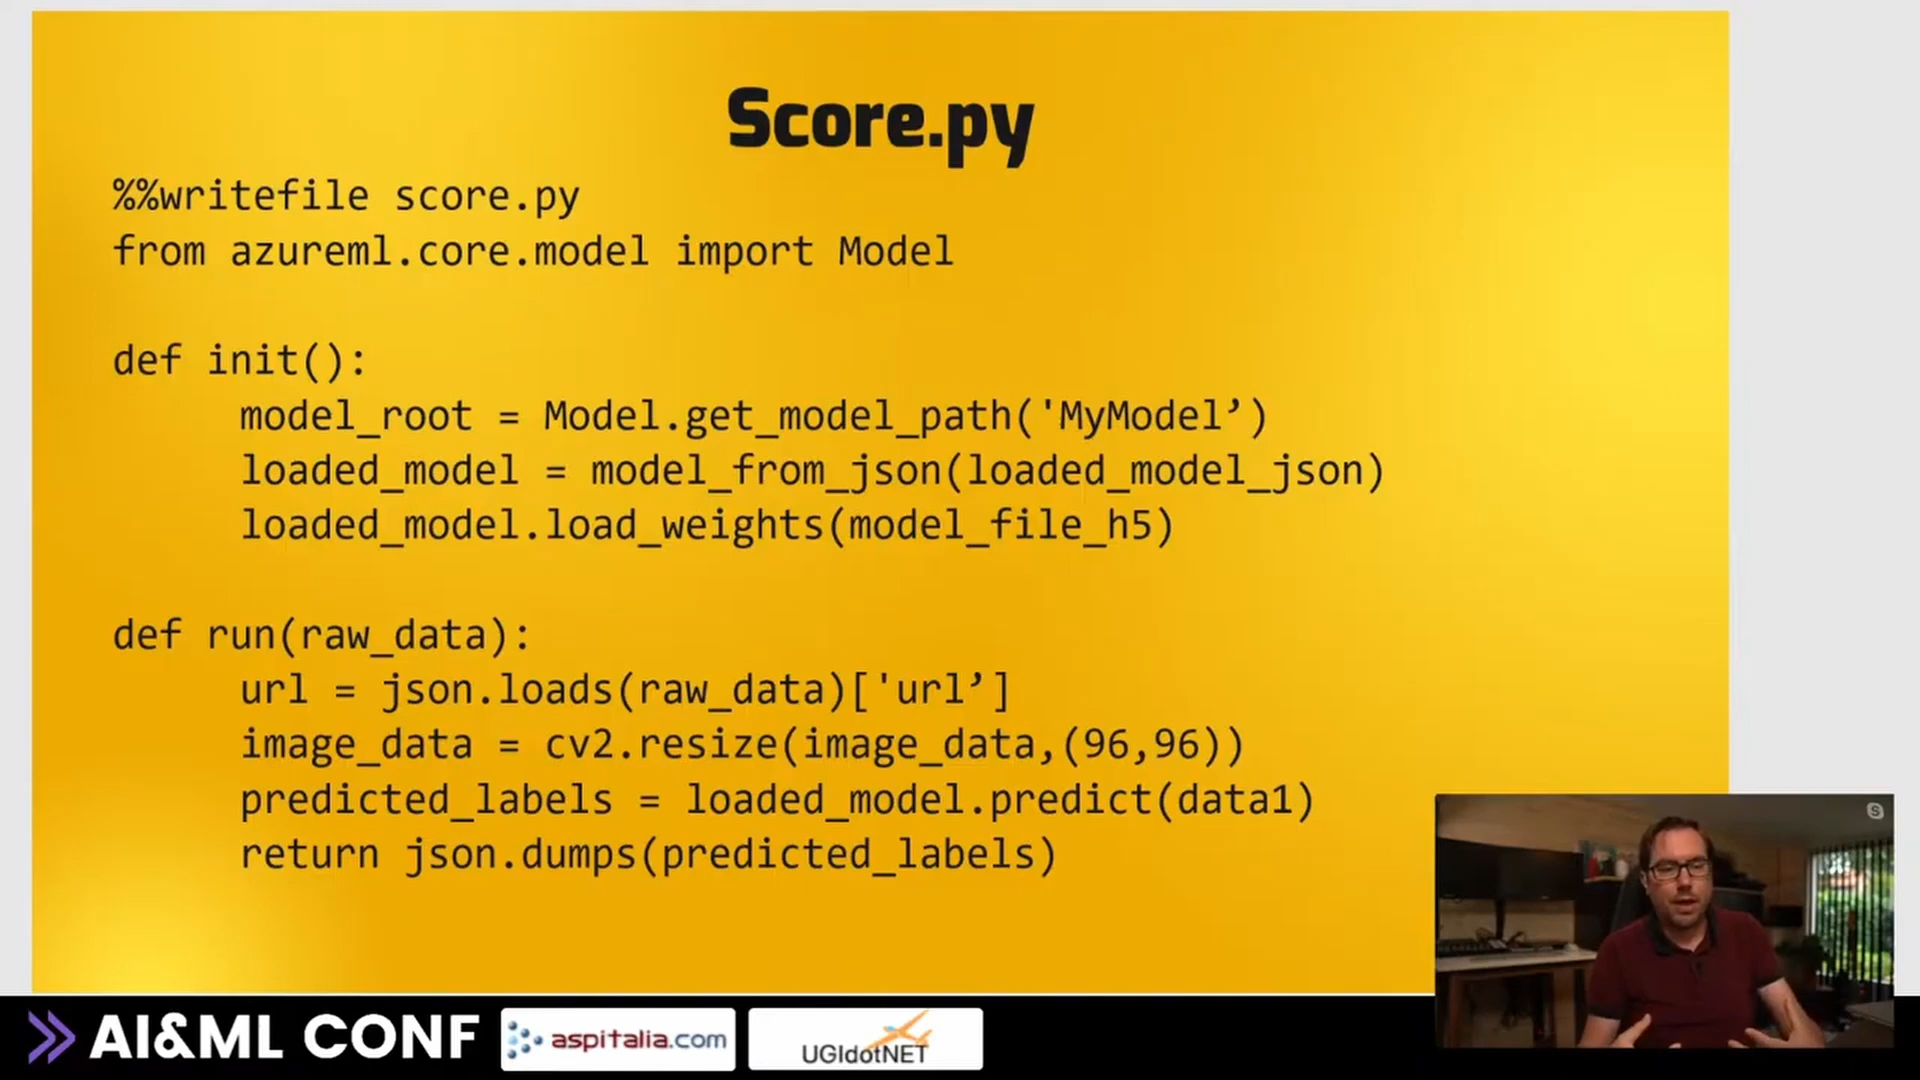 Score.py
%%writefile score.py
from azureml.core.model import Model
def init():
model_root = Model.get_model_path('MyModel’)
loaded_model = model_from_json(loaded_model_json)
loaded_model.load_weights(model_file_h5)
def run(raw_data):
url = json.loads(raw_data)['url’]
image_data = cv2.resize(image_data,(96,96))
predicted_labels = loaded_model.predict(data1)
return json.dumps(predicted_labels)
AI&ML CONF
aspitalia.com
UGIdotNET